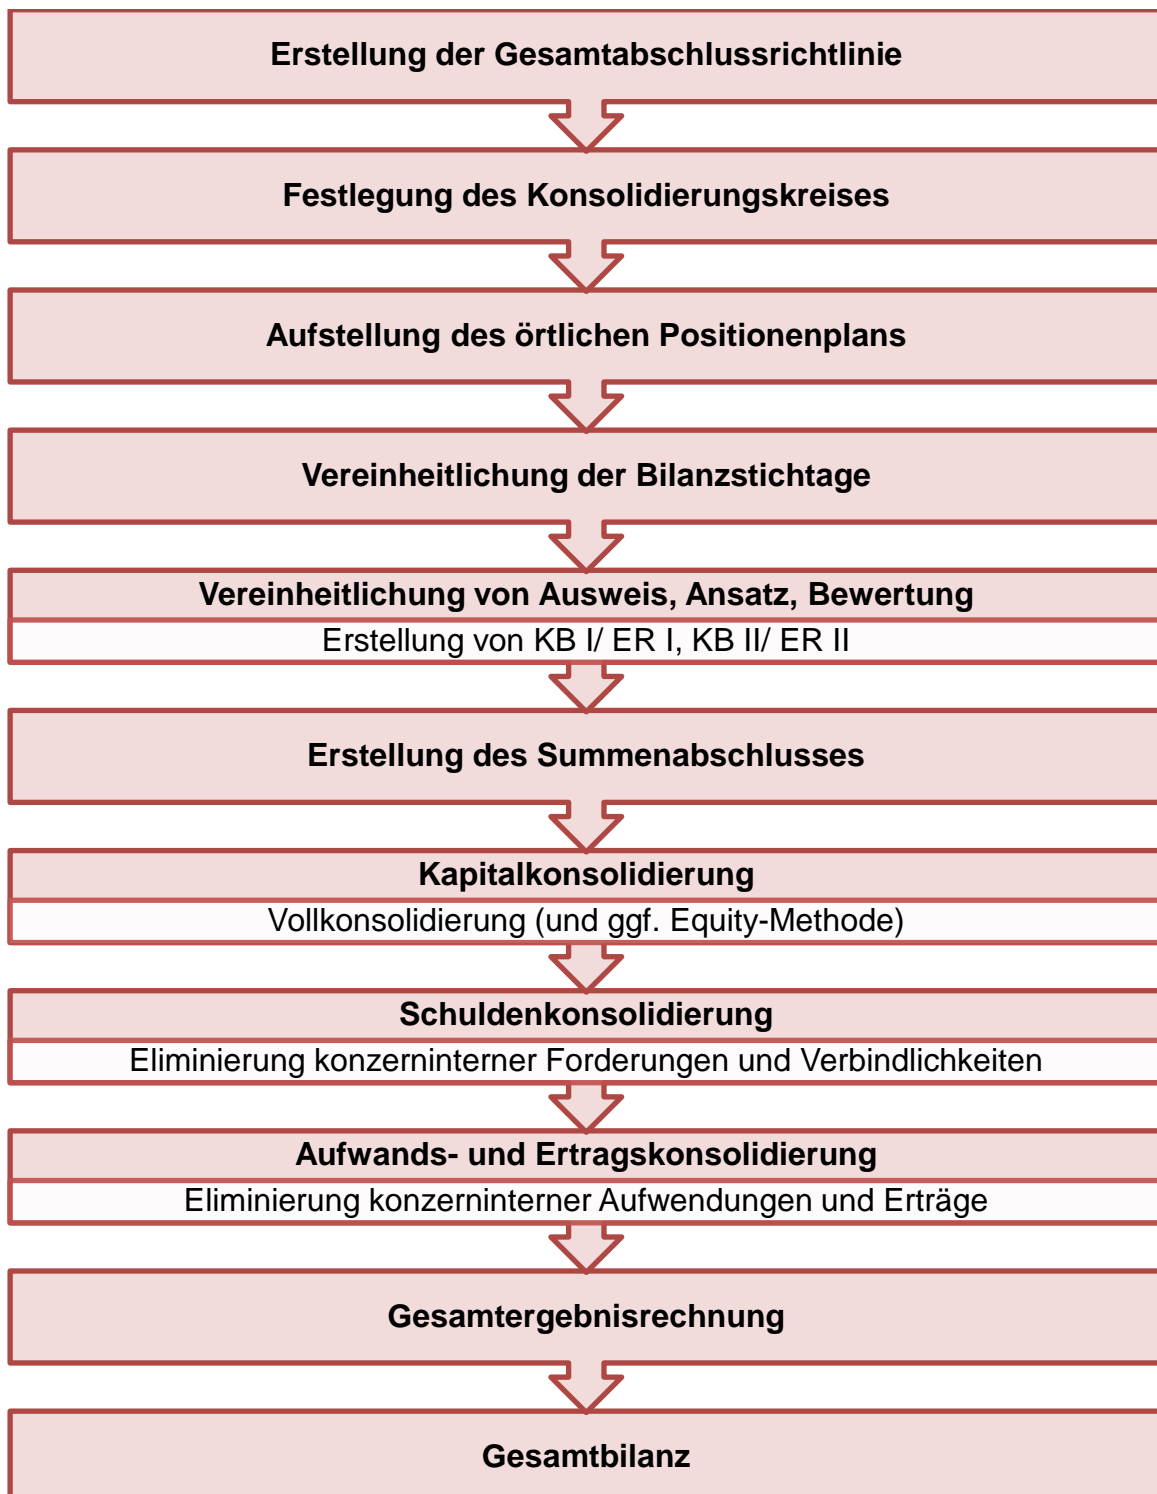 Erstellung der Gesamtabschlussrichtlinie
Festlegung des Konsolidierungskreises
Aufstellung des örtlichen Positionenplans
Vereinheitlichung der Bilanzstichtage
Vereinheitlichung von Ausweis, Ansatz, Bewertung
Erstellung von KB I/ ER I, KB II/ ER II
Erstellung des Summenabschlusses
Kapitalkonsolidierung
Vollkonsolidierung (und ggf. Equity-Methode)
Schuldenkonsolidierung
Eliminierung konzerninterner Forderungen und Verbindlichkeiten
Aufwands- und Ertragskonsolidierung
Eliminierung konzerninterner Aufwendungen und Erträge
Gesamtergebnisrechnung
Gesamtbilanz